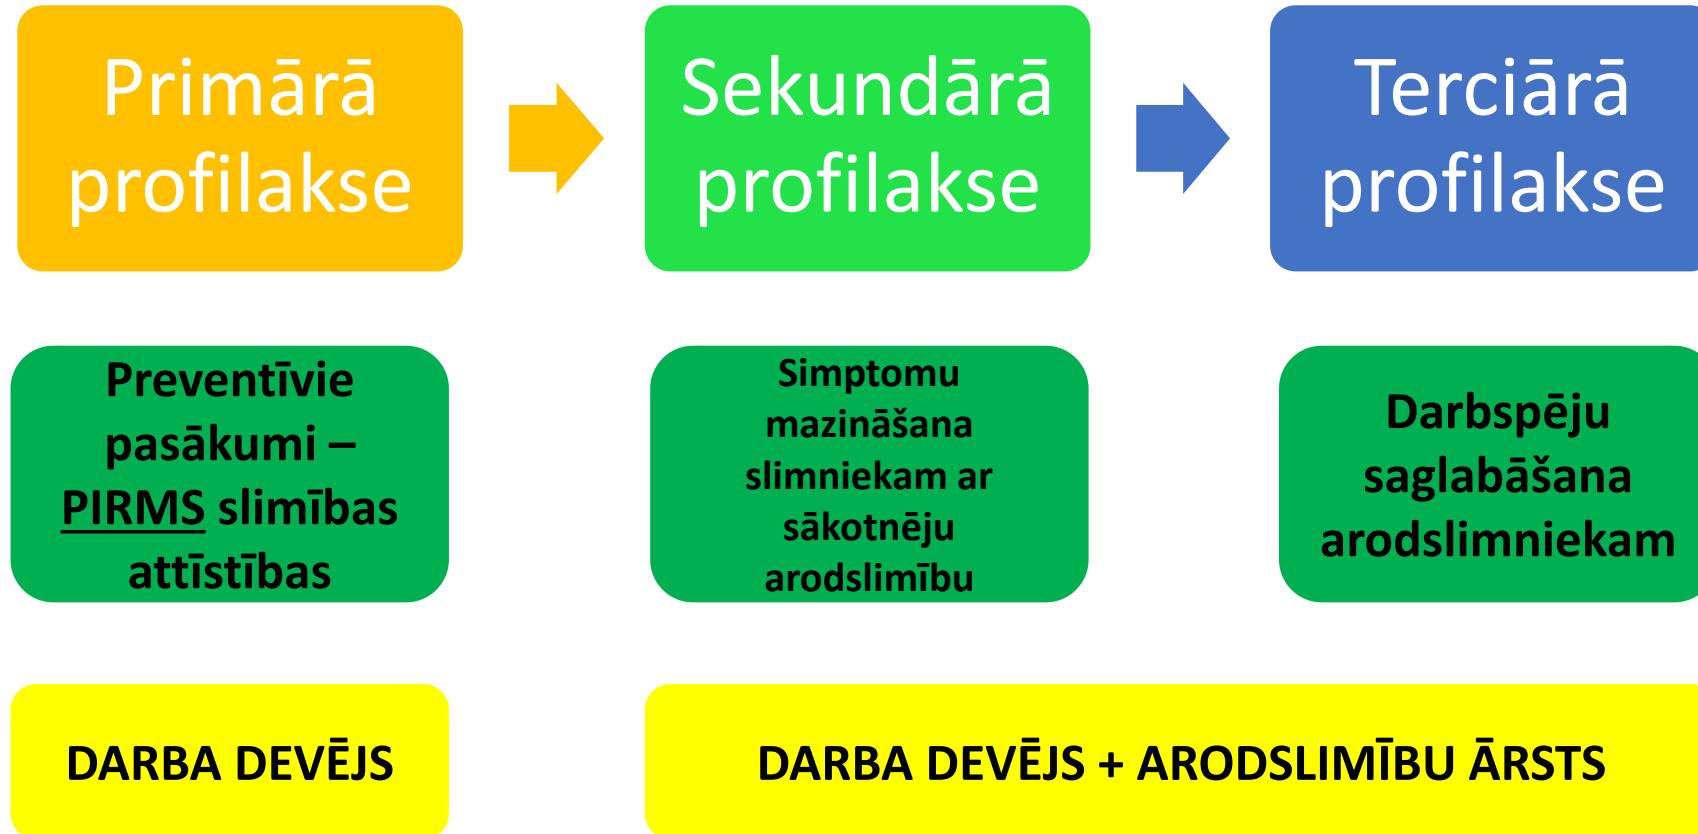 Primārā
profilakse
Sekundārā
profilakse
Terciārā
profilakse
Preventīvie
pasākumi –
PIRMS slimības
attīstības
Simptomu
mazināšana
slimniekam ar
sākotnēju
arodslimību
Darbspēju
saglabāšana
arodslimniekam
DARBA DEVĒJS
DARBA DEVĒJS + ARODSLIMĪBU ĀRSTS